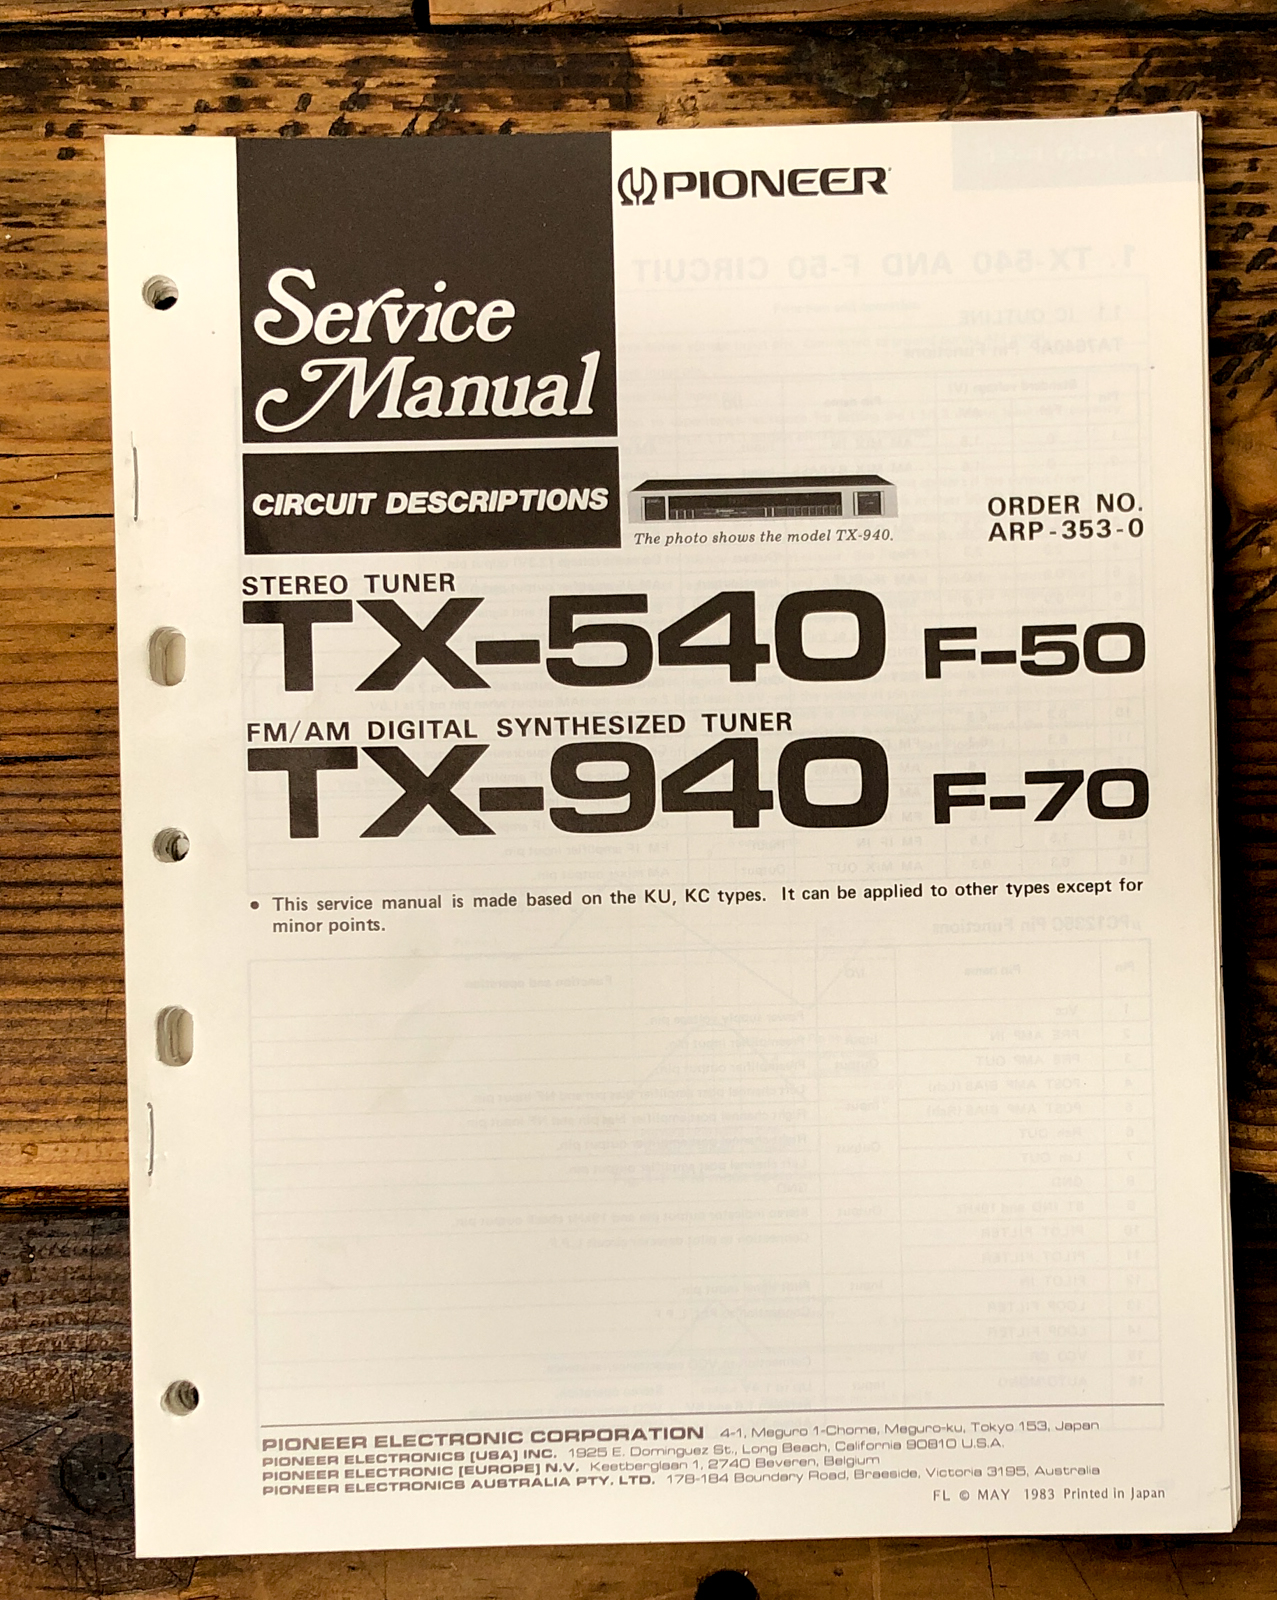 PIONEER
Service
Manual
CIRCUIT DESCRIPTIONS
The photo shows the model TX-940.
ORDER NO.
ARP-353-0
STEREO TUNER
TX-540 F-50
FM/AM DIGITAL SYNTHESIZED TUNER
TX-940 F-70
• This service manual is made based on the KU, KC types. It can be applied to other types except for
minor points.
PIONEER ELECTRONIC CORPORATION 4-1, Meguro 1-Chome, Meguro-ku, Tokyo 153, Japan
PIONEER ELECTRONICS [USA] INC. 1925 E. Dominguez St., Long Beach, California 90810 U.S.A.
PIONEER ELECTRONIC [EUROPE] N.V. Keetberglaan 1, 2740 Beveren, Belgium
PIONEER ELECTRONICS AUSTRALIA PTY. LTD. 178-184 Boundary Road, Braeside, Victoria 3195, Australia
FL © MAY 1983 Printed in Japan